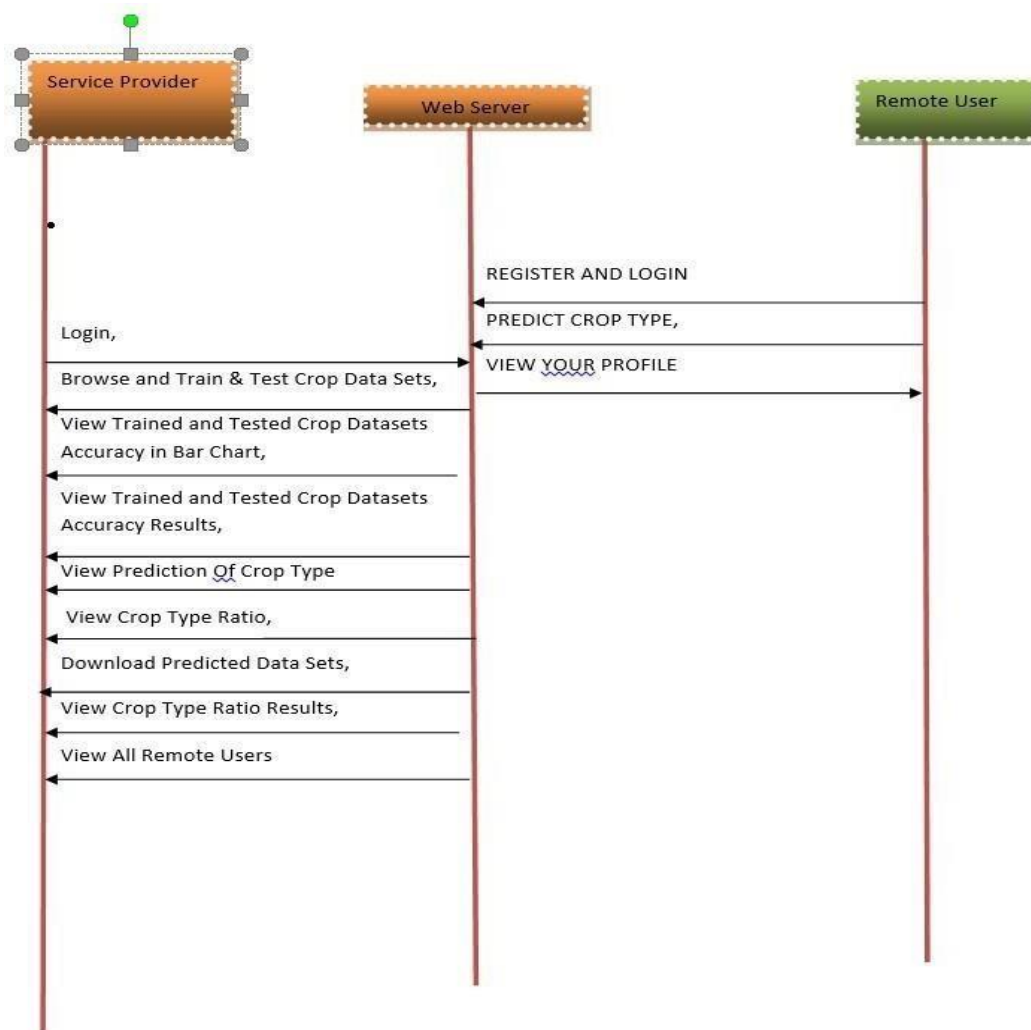 Service Provider
Web Server
Remote User
REGISTER AND LOGIN
PREDICT CROP TYPE,
VIEW YOUR PROFILE
Login,
Browse and Train & Test Crop Data Sets,
View Trained and Tested Crop Datasets
Accuracy in Bar Chart,
View Trained and Tested Crop Datasets
Accuracy Results,
View Prediction Of Crop Type
View Crop Type Ratio,
Download Predicted Data Sets,
View Crop Type Ratio Results,
View All Remote Users